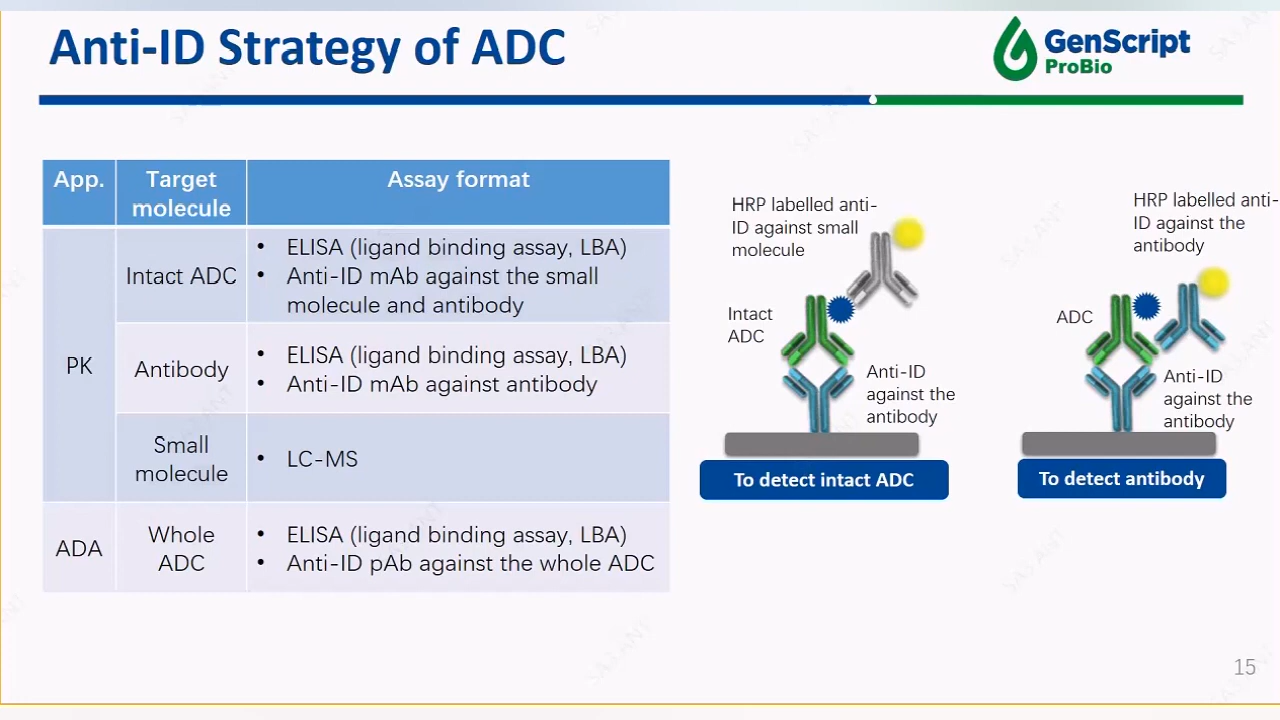 Anti-ID Strategy of ADC
GenScript
ProBio
App.
Target
molecule
Assay format
PK
Intact ADC
• ELISA (ligand binding assay, LBA)
• Anti-ID mAb against the small
molecule and antibody
Antibody
• ELISA (ligand binding assay, LBA)
• Anti-ID mAb against antibody
Small
molecule
• LC-MS
ADA
Whole
ADC
• ELISA (ligand binding assay, LBA)
• Anti-ID pAb against the whole ADC
HRP labelled anti-
ID against small
molecule
Intact
ADC
Anti-ID
against the
antibody
To detect intact ADC
HRP labelled anti-
ID against the
antibody
ADC
Anti-ID
against the
antibody
To detect antibody
15